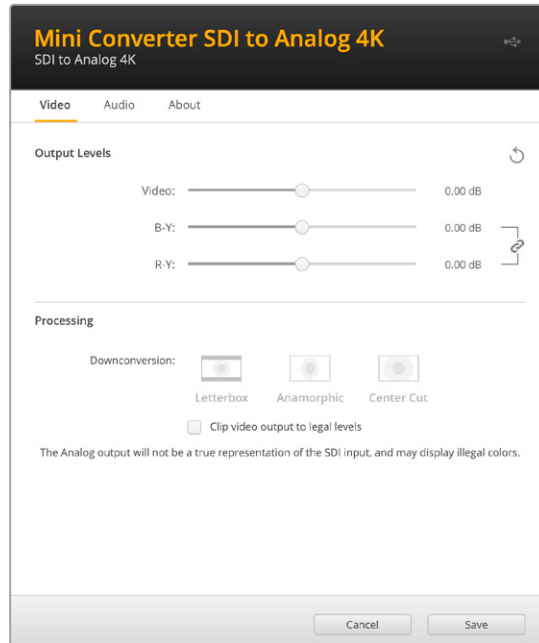 Mini Converter SDI to Analog 4K
SDI to Analog 4K
Video Audio About
Output Levels
Video: 0.00 dB
B-Y: 0.00 dB
R-Y: 0.00 dB
Processing
Downconversion:
Letterbox Anamorphic Center Cut
Clip video output to legal levels
The Analog output will not be a true representation of the SDI input, and may display illegal colors.
Cancel Save